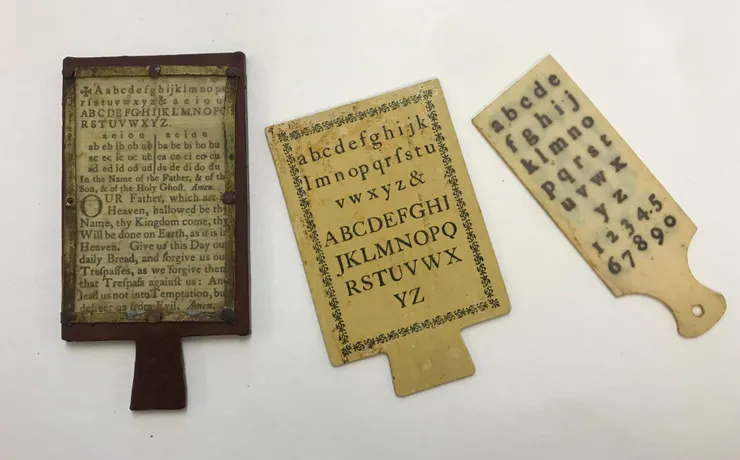 ✠Aabcdefghijklmnop
rſstuvwxyz& a e i o u
ABCDEFGHIJKLMNOPQ
RSTUVWXYZ.
a e i o u a e i o u
ab eb ib ob ub ba be bi bo bu
ac ec ic oc uc ca ce ci co cu
ad ed id od ud da de di do du
In the Name of the Father, & of the
Son, & of the Holy Ghost. Amen.
OUR Father, which art
Heaven, hallowed be thy
Name, thy Kingdom come, thy
Will be done on Earth, as it is in
Heaven. Give us this Day our
daily Bread, and forgive us our
Treſpaſſes, as we forgive them
that Treſpaſs againſt us: And
lead us not into Temptation, but
deliver us from Evil. Amen.
abcdefghijk
lmnopqrſstu
vwxyz&
ABCDEFGHI
JKLMNOPQ
RSTUVWX
YZ
abcde
fghij
klmno
pqrst
uvwx
yz
12345
67890